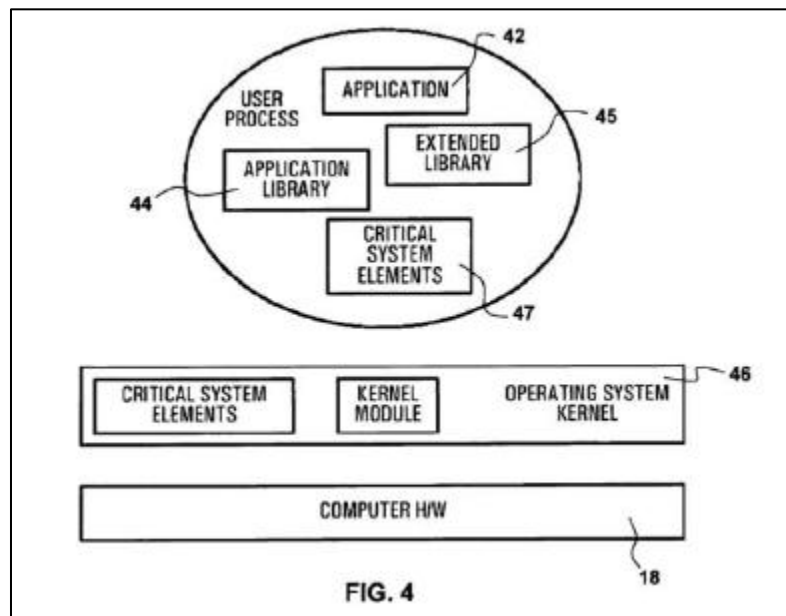 42
APPLICATION
USER
PROCESS
45
EXTENDED
LIBRARY
APPLICATION
LIBRARY
44
CRITICAL
SYSTEM
ELEMENTS
47
46
CRITICAL SYSTEM
ELEMENTS
KERNEL
MODULE
OPERATING SYSTEM
KERNEL
COMPUTER H/W
18
FIG. 4